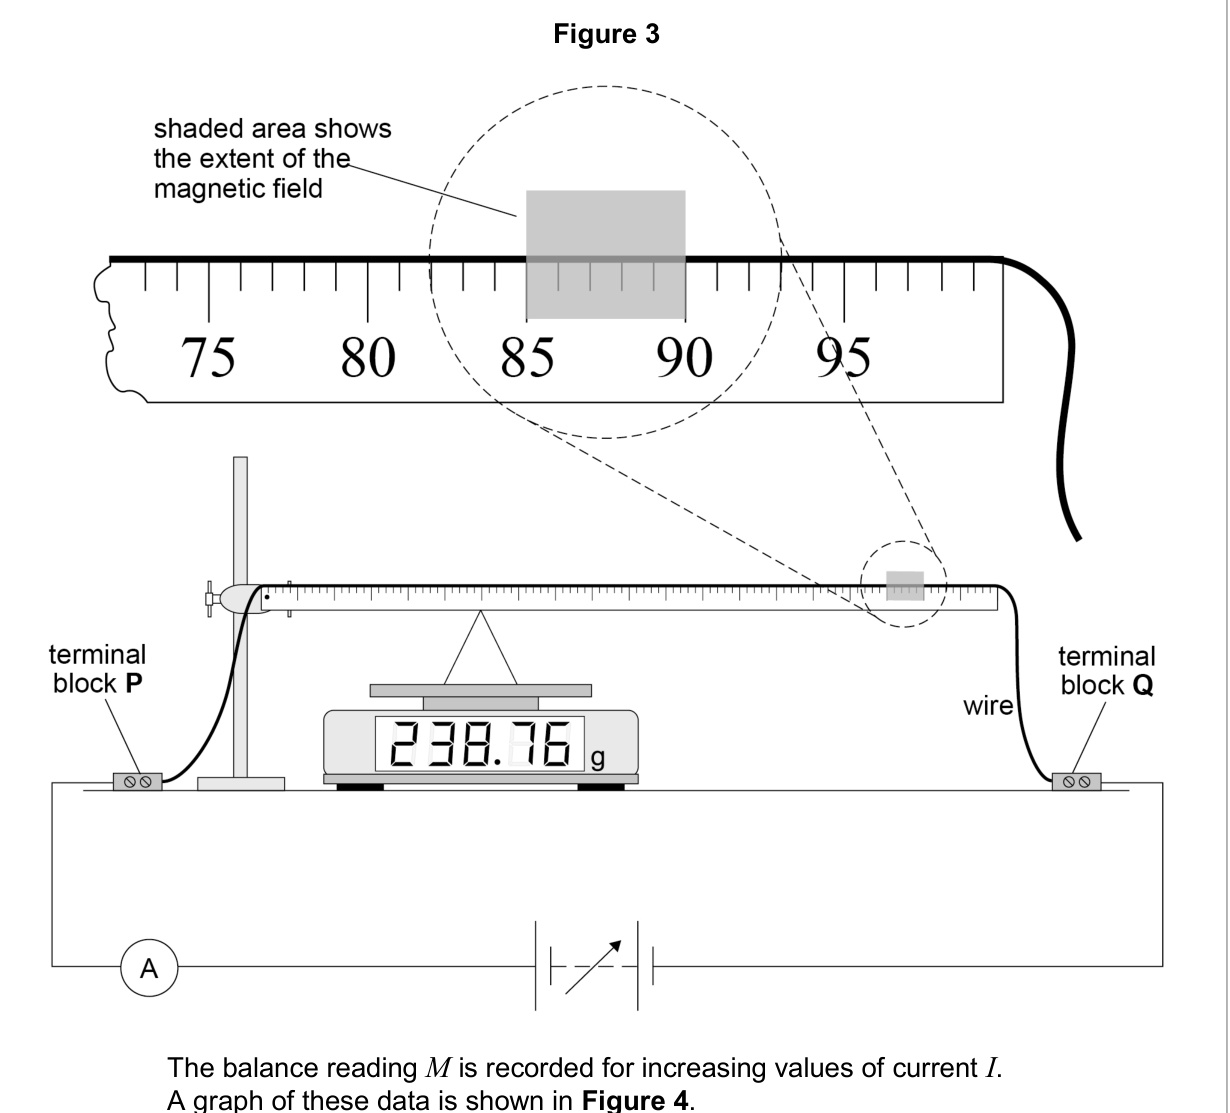 Figure 3
shaded area shows
the extent of the
magnetic field
75 80 85 90 95
terminal
block P
terminal
block Q
wire
238.76 g
A
The balance reading M is recorded for increasing values of current I.
A graph of these data is shown in Figure 4.